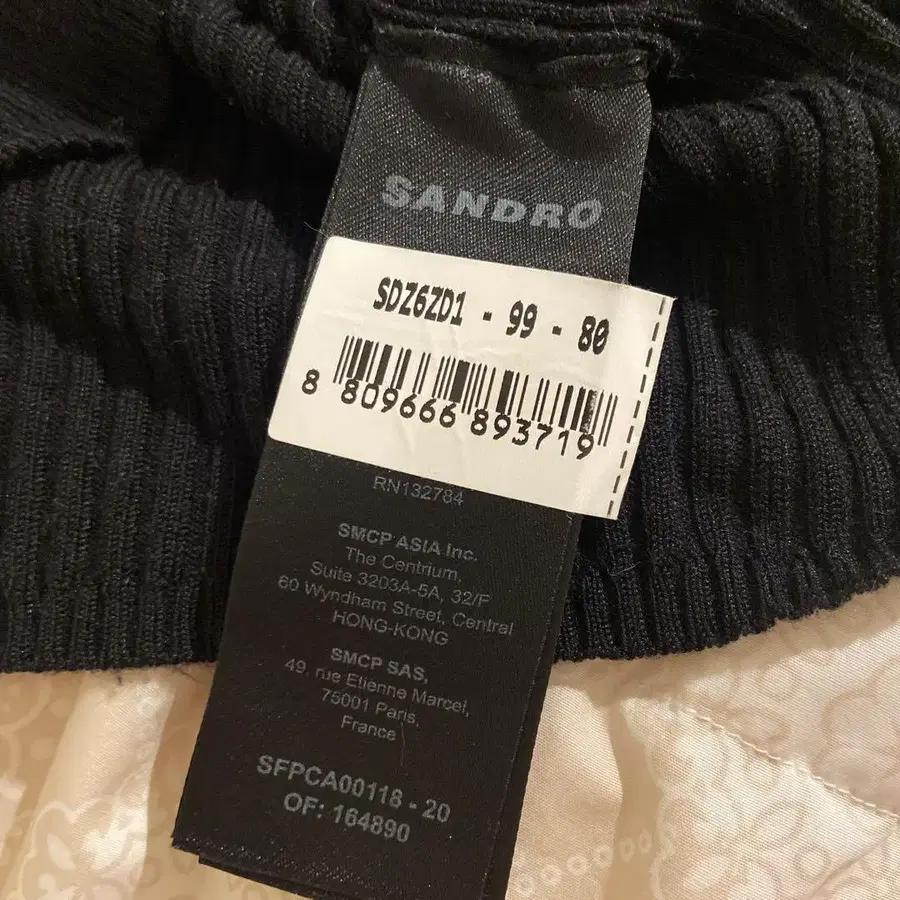 SANDRO
SDZ6ZD1 - 99 - 80
8 809666 893719
RN132784
SMCP ASIA Inc.
The Centrium,
Suite 3203A-5A, 32/F
60 Wyndham Street, Central
HONG-KONG
SMCP SAS,
49, rue Etienne Marcel,
75001 Paris,
France
SFPCA00118 - 20
OF: 164890